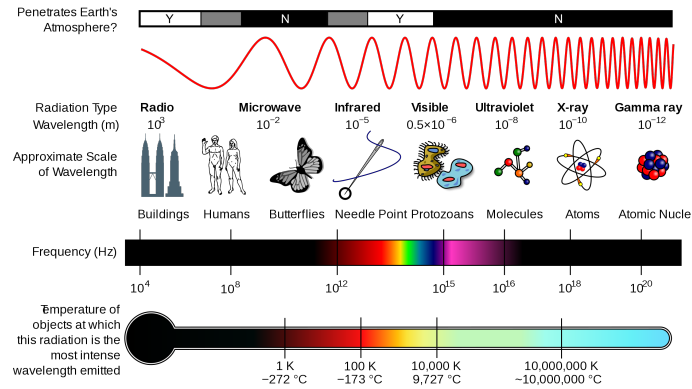 Penetrates Earth's
Atmosphere?
Y N Y N
Radiation Type
Radio Microwave Infrared Visible Ultraviolet X-ray Gamma ray
Wavelength (m)
10³ 10⁻² 10⁻⁵ 0.5×10⁻⁶ 10⁻⁸ 10⁻¹⁰ 10⁻¹²
Approximate Scale
of Wavelength
Buildings Humans Butterflies Needle Point Protozoans Molecules Atoms Atomic Nuclei
Frequency (Hz)
10⁴ 10⁸ 10¹² 10¹⁵ 10¹⁶ 10¹⁸ 10²⁰
Temperature of
objects at which
this radiation is the
most intense
wavelength emitted
1 K 100 K 10,000 K 10,000,000 K
−272 °C −173 °C 9,727 °C ~10,000,000 °C